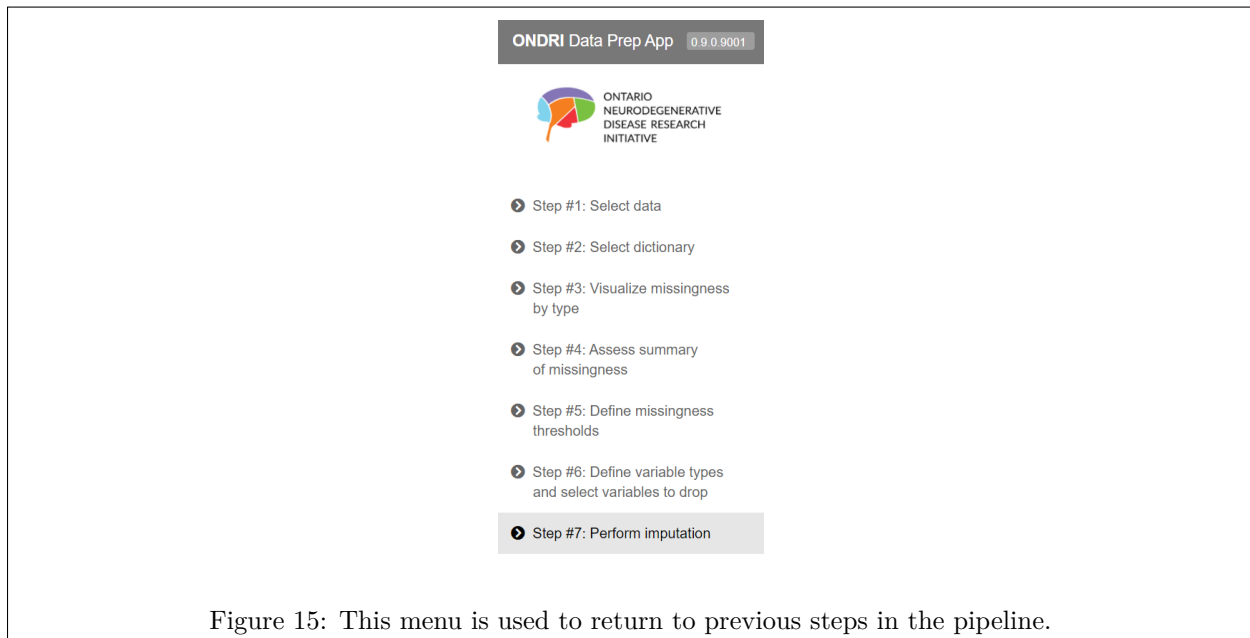 ONDRI Data Prep App 0.9.0.9001
ONTARIO
NEURODEGENERATIVE
DISEASE RESEARCH
INITIATIVE
Step #1: Select data
Step #2: Select dictionary
Step #3: Visualize missingness
by type
Step #4: Assess summary
of missingness
Step #5: Define missingness
thresholds
Step #6: Define variable types
and select variables to drop
Step #7: Perform imputation
Figure 15: This menu is used to return to previous steps in the pipeline.